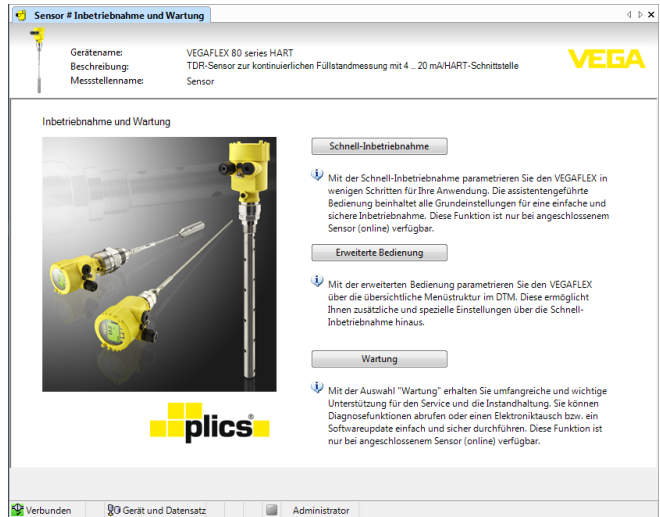 Sensor # Inbetriebnahme und Wartung
Gerätename: VEGAFLEX 80 series HART
Beschreibung: TDR-Sensor zur kontinuierlichen Füllstandmessung mit 4 ... 20 mA/HART-Schnittstelle
Messstellenname: Sensor
VEGA
Inbetriebnahme und Wartung
Schnell-Inbetriebnahme
Mit der Schnell-Inbetriebnahme parametrieren Sie den VEGAFLEX in
wenigen Schritten für Ihre Anwendung. Die assistentengeführte
Bedienung beinhaltet alle Grundeinstellungen für eine einfache und
sichere Inbetriebnahme. Diese Funktion ist nur bei angeschlossenem
Sensor (online) verfügbar.
Erweiterte Bedienung
Mit der erweiterten Bedienung parametrieren Sie den VEGAFLEX
über die übersichtliche Menüstruktur im DTM. Diese ermöglicht
Ihnen zusätzliche und spezielle Einstellungen über die Schnell-
Inbetriebnahme hinaus.
Wartung
Mit der Auswahl "Wartung" erhalten Sie umfangreiche und wichtige
Unterstützung für den Service und die Instandhaltung. Sie können
Diagnosefunktionen abrufen oder einen Elektroniktausch bzw. ein
Softwareupdate einfach und sicher durchführen. Diese Funktion ist
nur bei angeschlossenem Sensor (online) verfügbar.
plics®
Verbunden
Gerät und Datensatz
Administrator